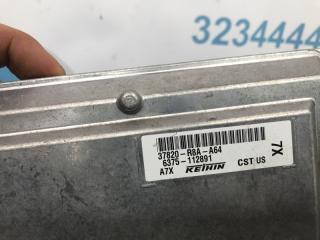 3234444
37820-R8A-A64
6375-112891
A7X KEIHIN CST US
7X